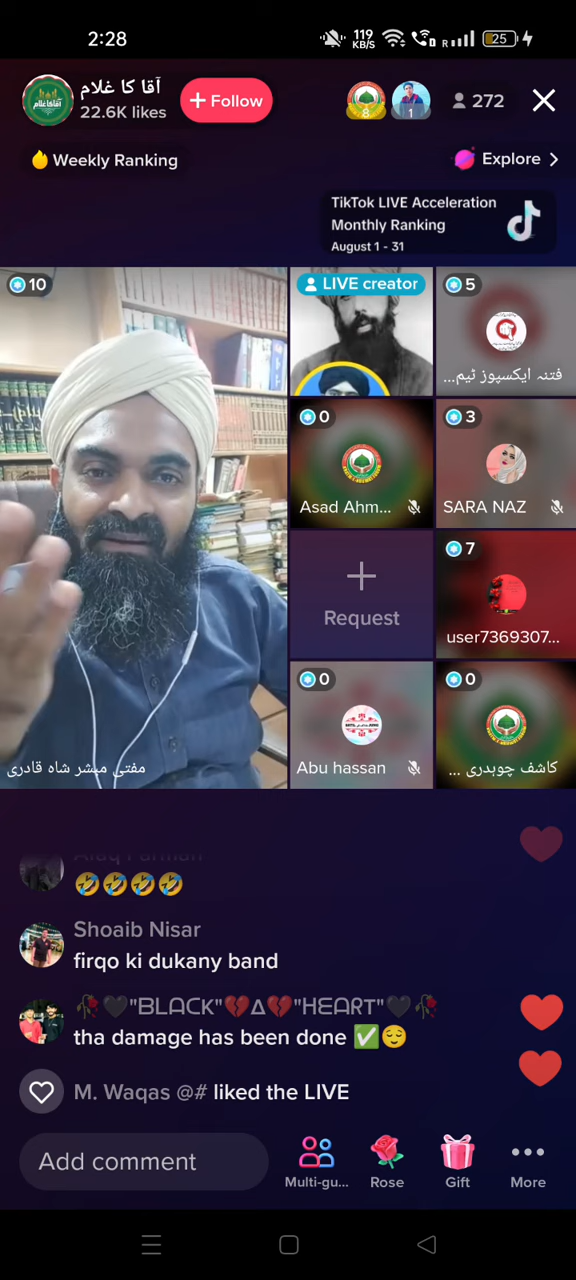 2:28
119
KB/S
R
25
آقا کا غلام
22.6K likes
+ Follow
8
1
272
Weekly Ranking
Explore >
TikTok LIVE Acceleration
Monthly Ranking
August 1 - 31
10
LIVE creator
5
فتنہ ایکسپوز ٹیم...
0
Asad Ahm...
3
SARA NAZ
Request
7
user7369307...
مفتی مبشر شاہ قادری
0
Abu hassan
0
کاشف چوہدری ...
🤣🤣🤣🤣
Shoaib Nisar
firqo ki dukany band
🥀🖤"BLACK"💔∆💔"HEART"🖤🥀
tha damage has been done ✅😌
M. Waqas @# liked the LIVE
Add comment
Multi-gu...
Rose
Gift
More